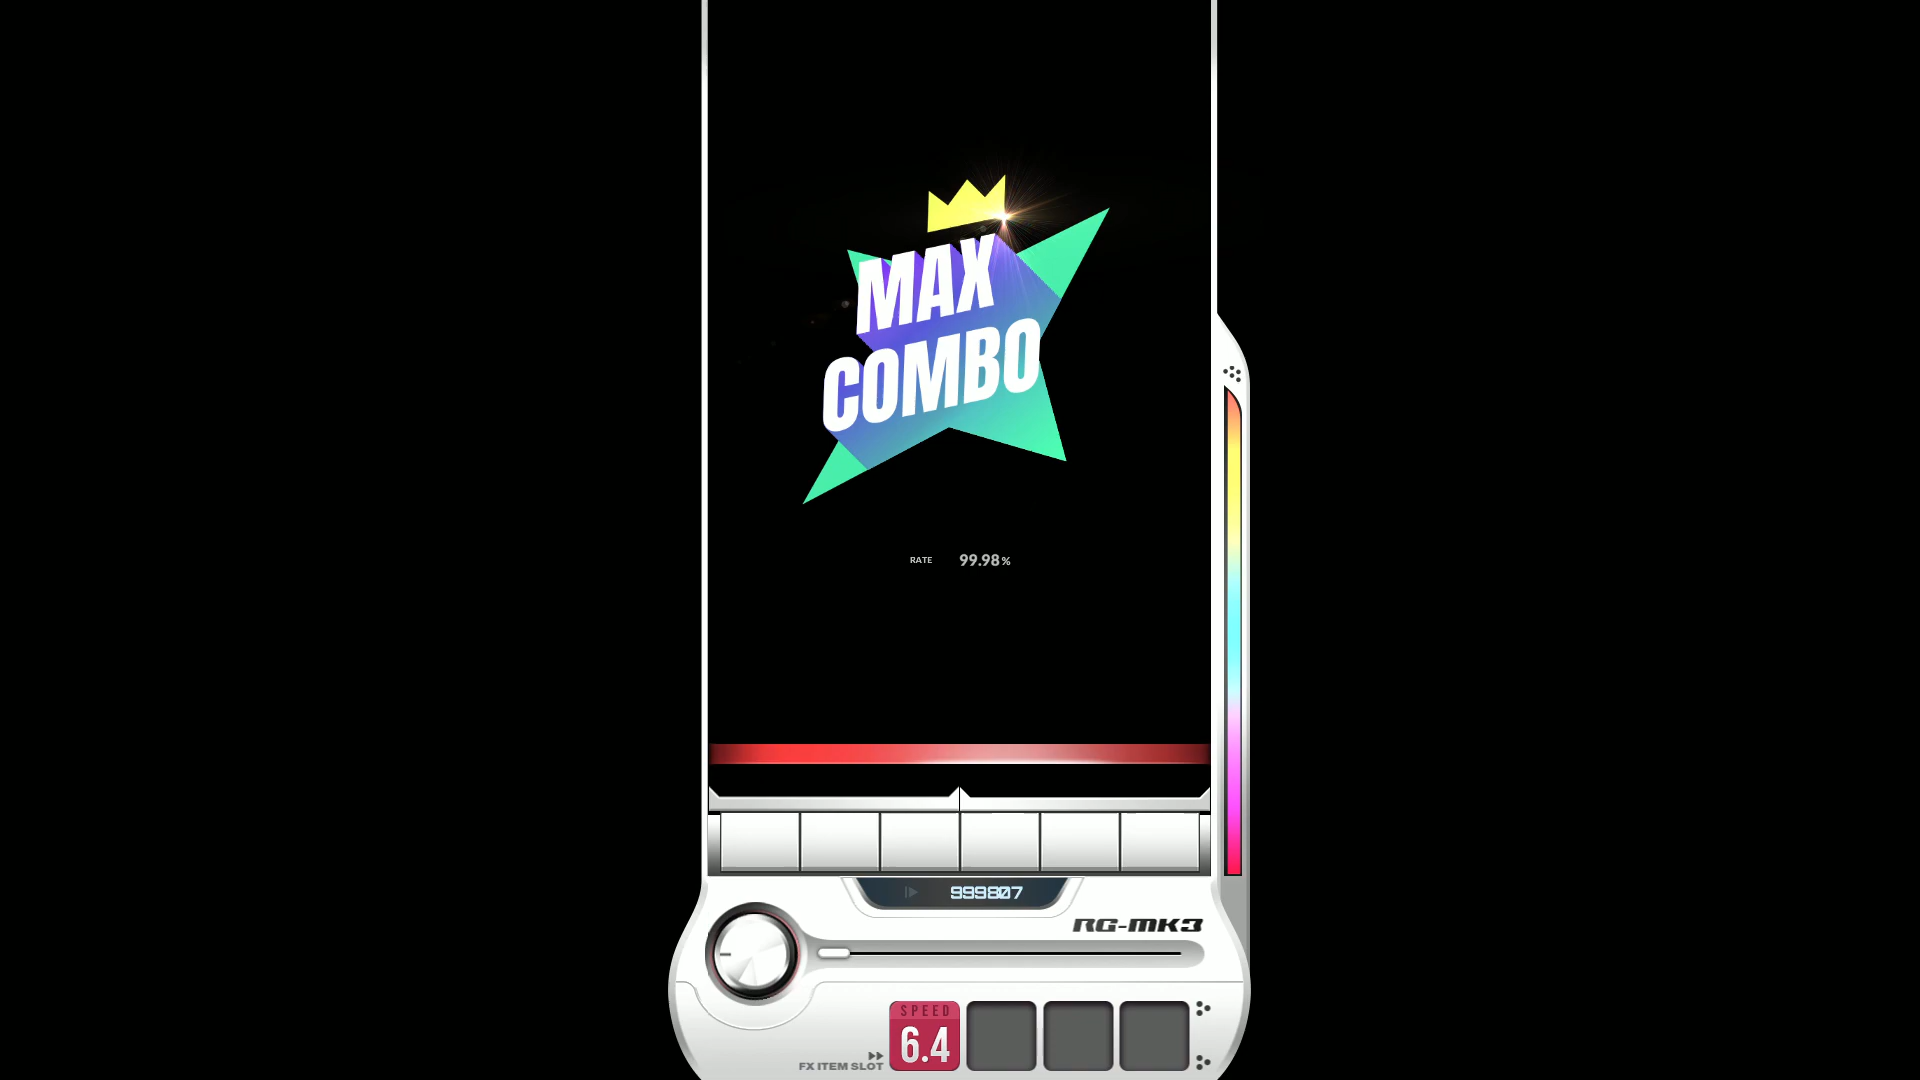 MAX
COMBO
RATE 99.98%
999807
RG-MK3
SPEED
6.4
FX ITEM SLOT